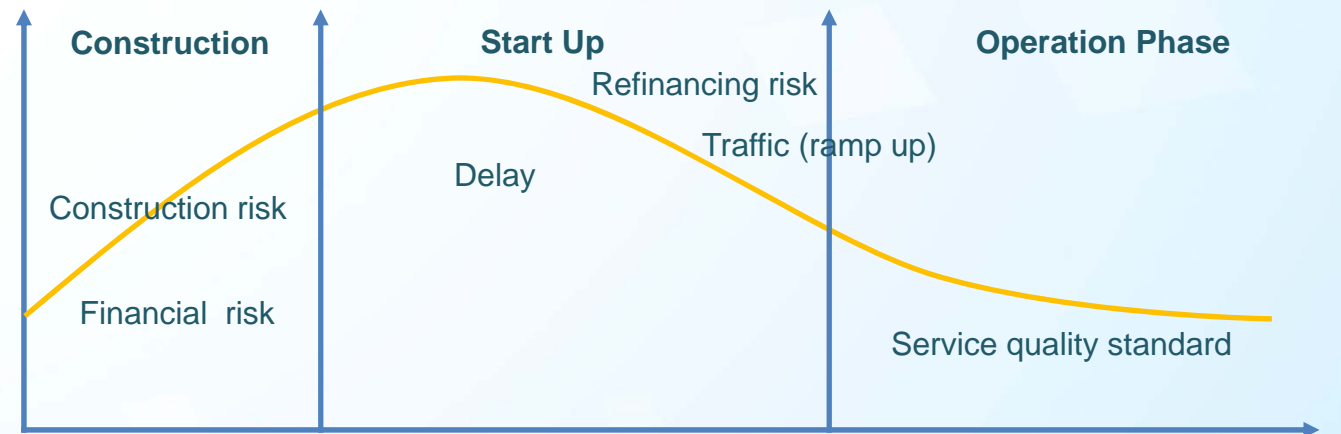 Construction
Start Up
Operation Phase
Refinancing risk
Traffic (ramp up)
Delay
Construction risk
Financial risk
Service quality standard